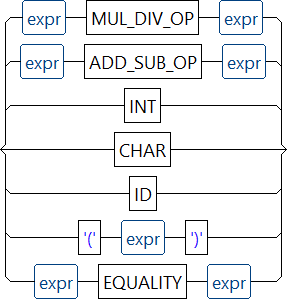 expr MUL_DIV_OP expr
expr ADD_SUB_OP expr
INT
CHAR
ID
'(' expr ')'
expr EQUALITY expr